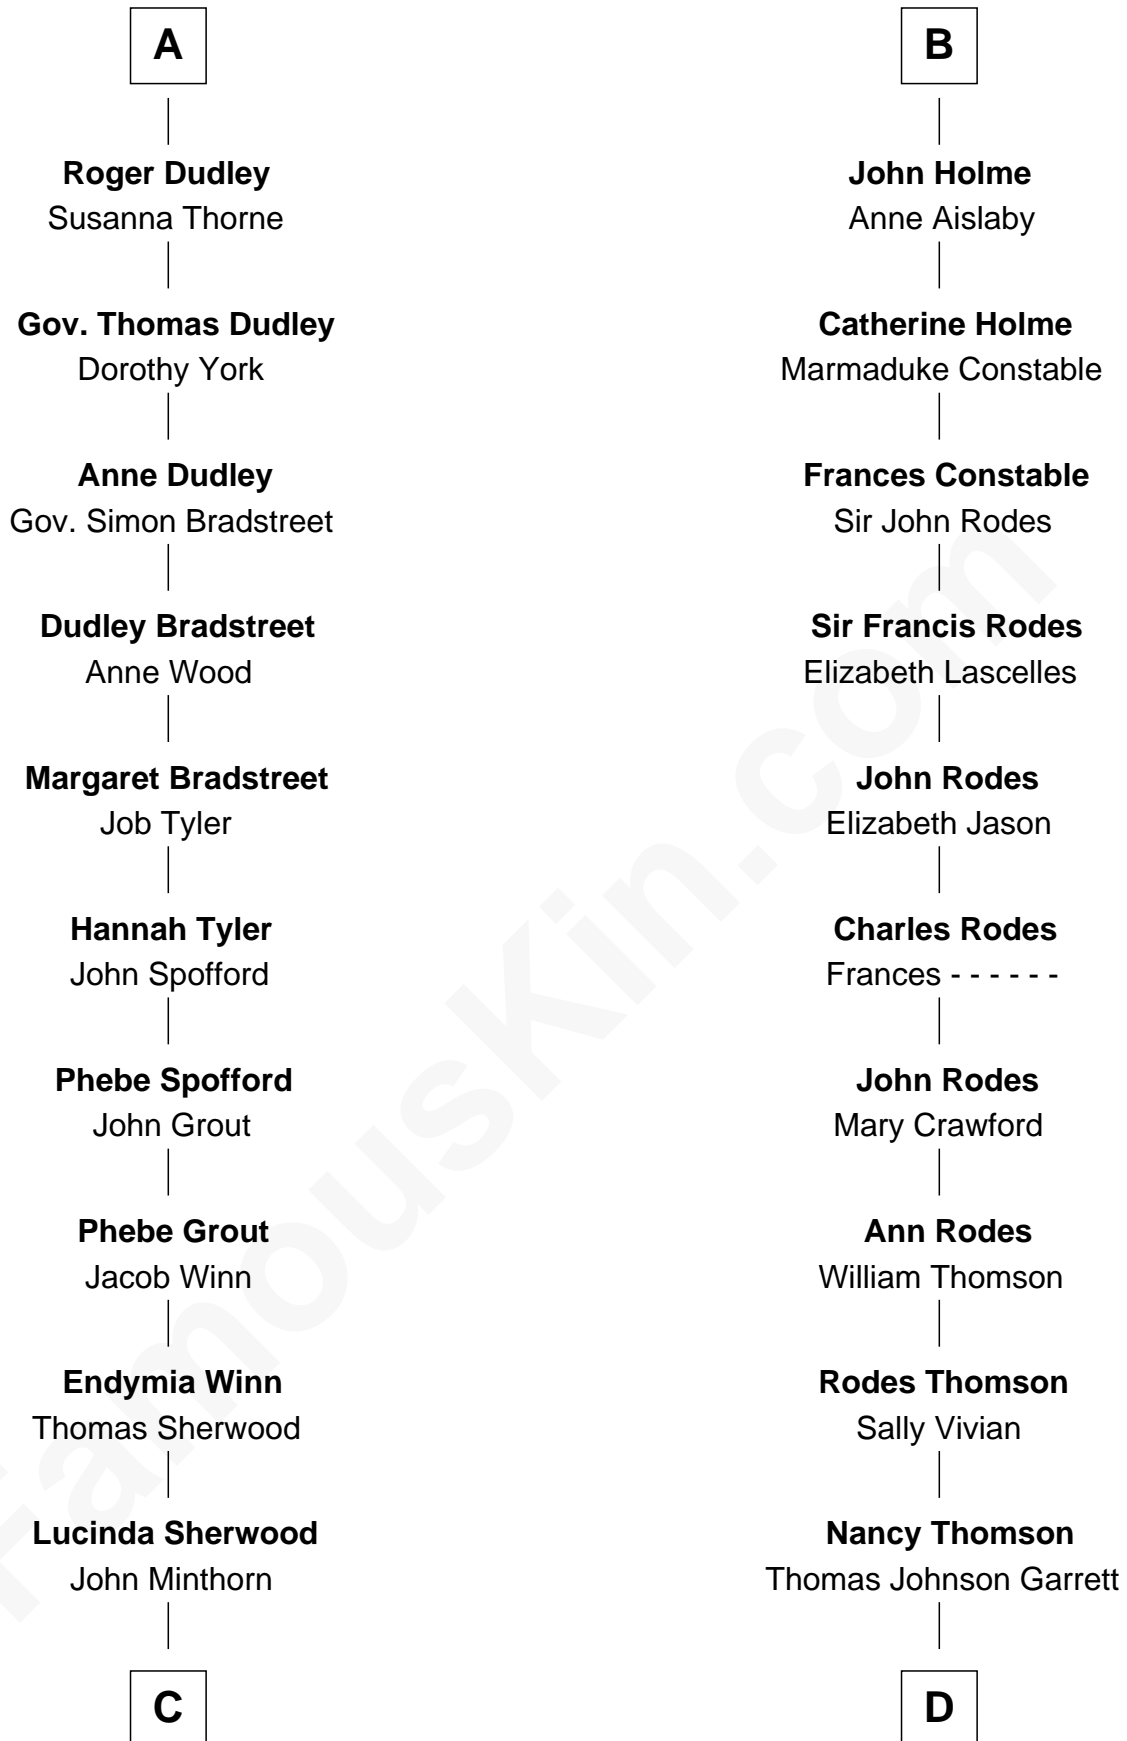 A
Roger Dudley
Susanna Thorne
Gov. Thomas Dudley
Dorothy York
Anne Dudley
Gov. Simon Bradstreet
Dudley Bradstreet
Anne Wood
Margaret Bradstreet
Job Tyler
Hannah Tyler
John Spofford
Phebe Spofford
John Grout
Phebe Grout
Jacob Winn
Endymia Winn
Thomas Sherwood
Lucinda Sherwood
John Minthorn
C
B
John Holme
Anne Aislaby
Catherine Holme
Marmaduke Constable
Frances Constable
Sir John Rodes
Sir Francis Rodes
Elizabeth Lascelles
John Rodes
Elizabeth Jason
Charles Rodes
Frances - - - - - -
John Rodes
Mary Crawford
Ann Rodes
William Thomson
Rodes Thomson
Sally Vivian
Nancy Thomson
Thomas Johnson Garrett
D
FamousKin.com